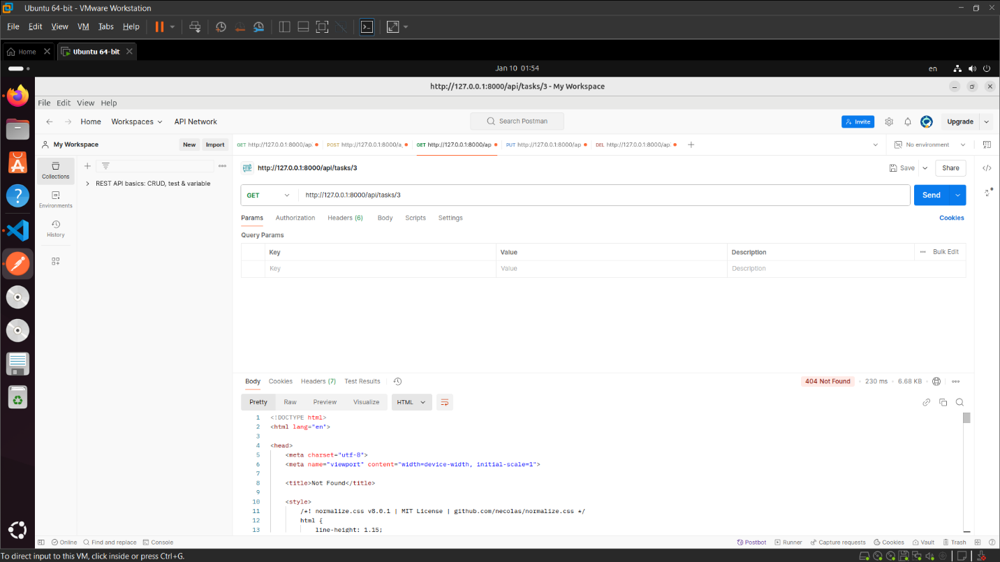 Ubuntu 64-bit - VMware Workstation
File Edit View VM Tabs Help
Home Ubuntu 64-bit
Jan 10 01:54 en
http://127.0.0.1:8000/api/tasks/3 - My Workspace
File Edit View Help
Home Workspaces API Network Search Postman Invite Upgrade
My Workspace New Import GET http://127.0.0.1:8000/ap POST http://127.0.0.1:8000/a GET http://127.0.0.1:8000/ap PUT http://127.0.0.1:8000/ap DEL http://127.0.0.1:8000/ap No environment
Collections
Environments
History
REST API basics: CRUD, test & variable
HTTP http://127.0.0.1:8000/api/tasks/3 Save Share
GET http://127.0.0.1:8000/api/tasks/3 Send
Params Authorization Headers (6) Body Scripts Settings Cookies
Query Params
Key Value Description Bulk Edit
Key Value Description
Body Cookies Headers (7) Test Results 404 Not Found 230 ms 6.68 KB
Pretty Raw Preview Visualize HTML
1 <!DOCTYPE html>
2 <html lang="en">
3
4 <head>
5 <meta charset="utf-8">
6 <meta name="viewport" content="width=device-width, initial-scale=1">
7
8 <title>Not Found</title>
9
10 <style>
11 /*! normalize.css v8.0.1 | MIT License | github.com/necolas/normalize.css */
12 html {
13 line-height: 1.15;
Online Find and replace Console Postbot Runner Capture requests Cookies Vault Trash
To direct input to this VM, click inside or press Ctrl+G.